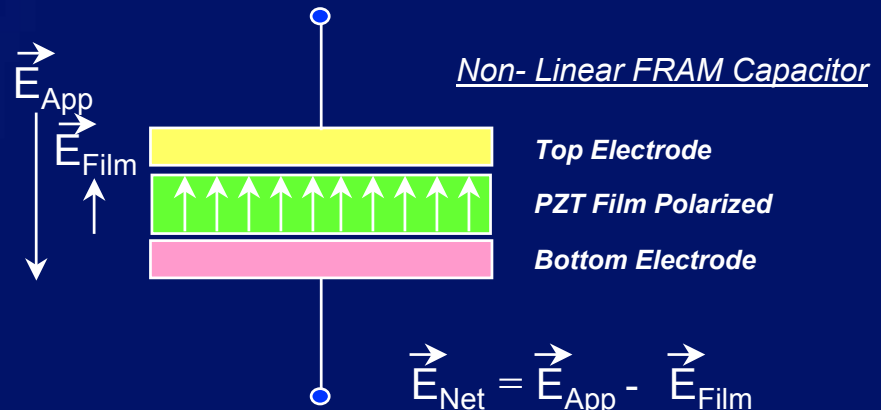 Non- Linear FRAM Capacitor
E App
E Film
Top Electrode
PZT Film Polarized
Bottom Electrode
E Net = E App - E Film